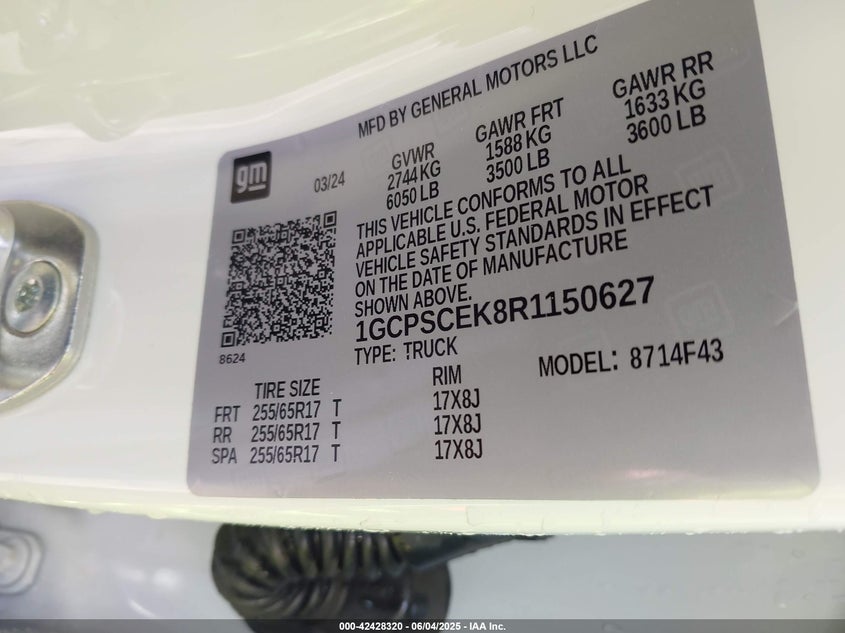 MFD BY GENERAL MOTORS LLC
gm
03/24
GVWR
2744 KG
6050 LB
GAWR FRT
1588 KG
3500 LB
GAWR RR
1633 KG
3600 LB
THIS VEHICLE CONFORMS TO ALL
APPLICABLE U.S. FEDERAL MOTOR
VEHICLE SAFETY STANDARDS IN EFFECT
ON THE DATE OF MANUFACTURE
SHOWN ABOVE.
1GCPSCEK8R1150627
8624
TYPE: TRUCK
MODEL: 8714F43
TIRE SIZE RIM
FRT 255/65R17 T 17X8J
RR 255/65R17 T 17X8J
SPA 255/65R17 T 17X8J
000-42428320 - 06/04/2025 - IAA Inc.